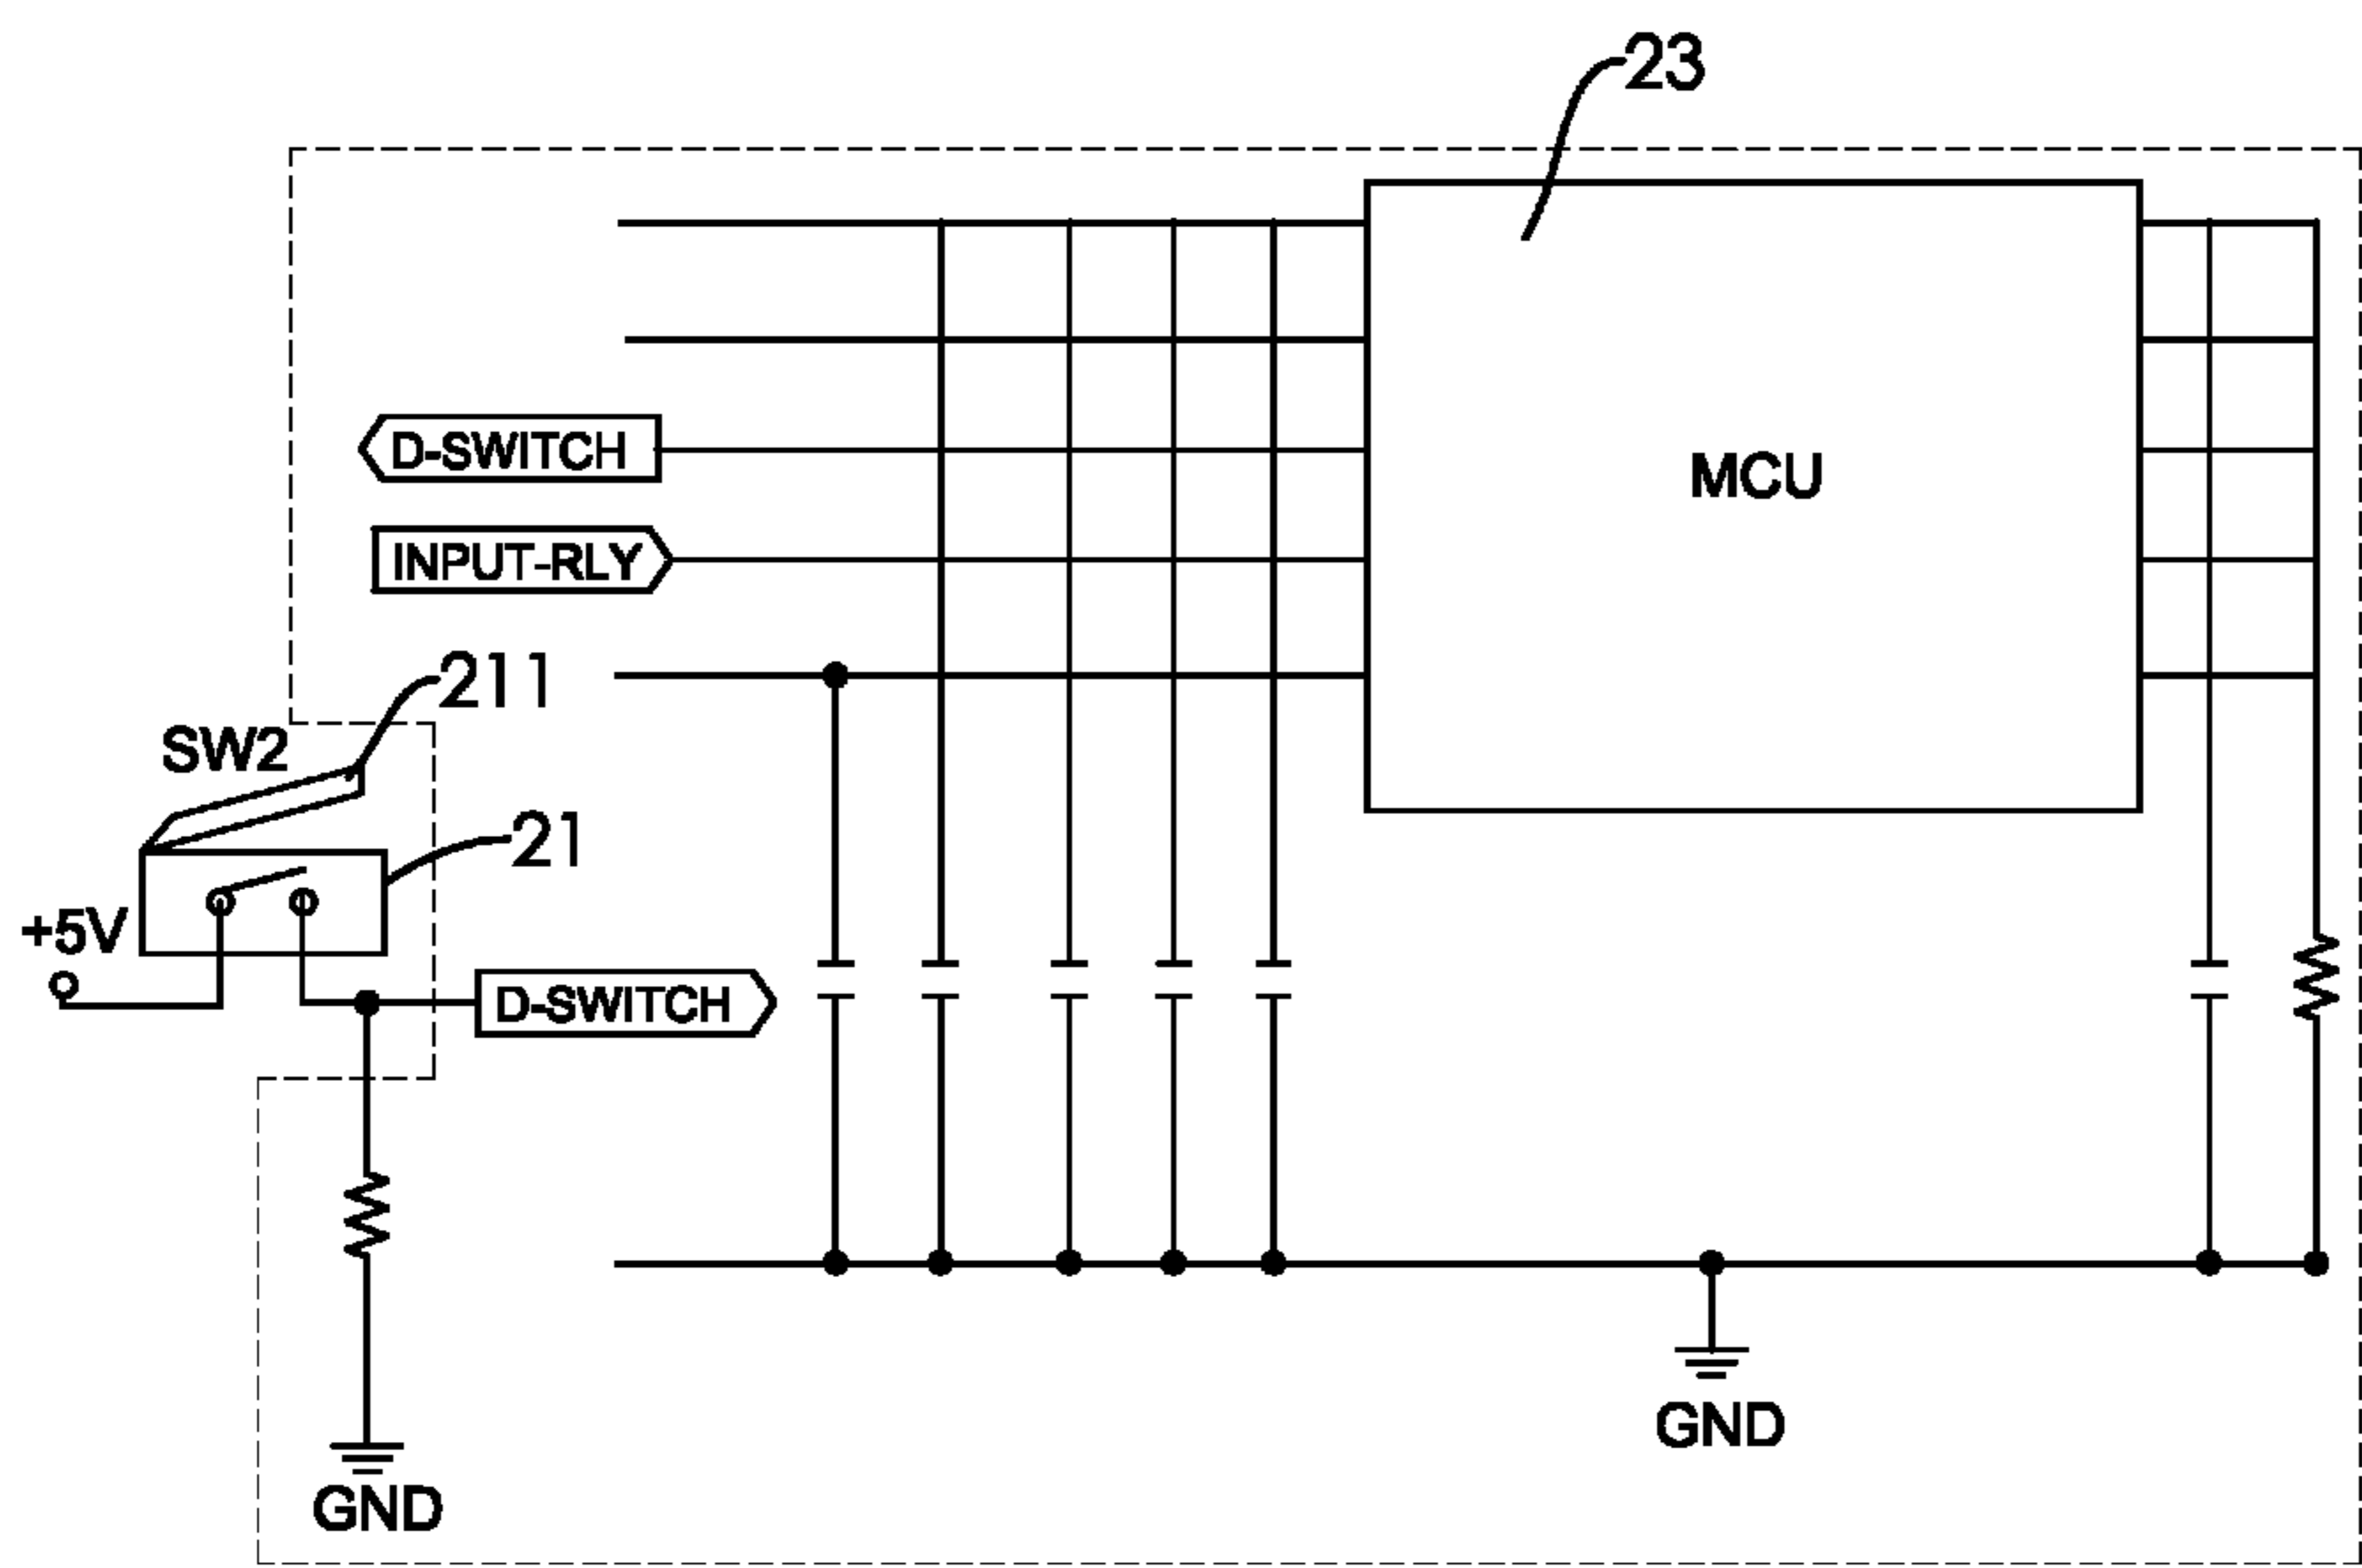 23
D-SWITCH
MCU
INPUT-RLY
211
SW2
21
+5V
D-SWITCH
GND
GND